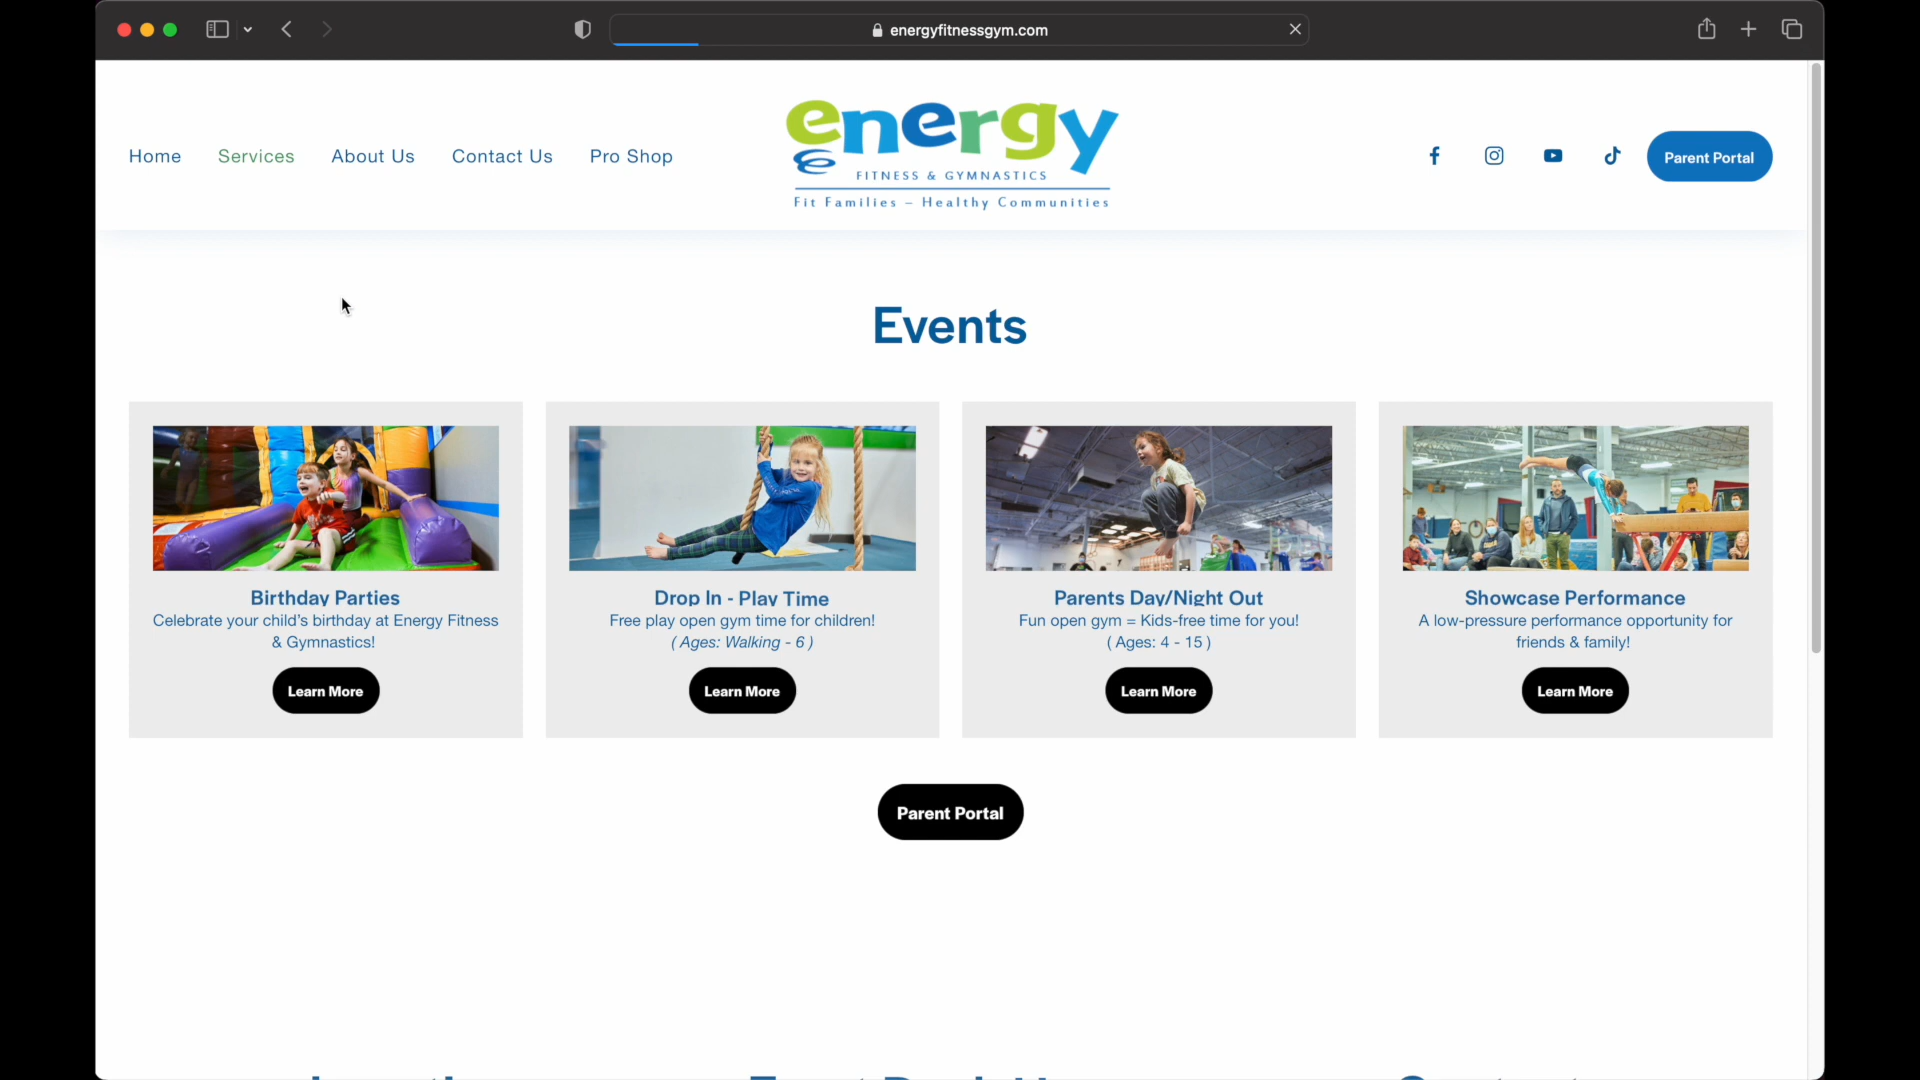 energyfitnessgym.com
Home Services About Us Contact Us Pro Shop
energy
FITNESS & GYMNASTICS
Fit Families – Healthy Communities
Parent Portal
Events
Birthday Parties
Celebrate your child's birthday at Energy Fitness
& Gymnastics!
Learn More
Drop In - Play Time
Free play open gym time for children!
( Ages: Walking - 6 )
Learn More
Parents Day/Night Out
Fun open gym = Kids-free time for you!
( Ages: 4 - 15 )
Learn More
Showcase Performance
A low-pressure performance opportunity for
friends & family!
Learn More
Parent Portal